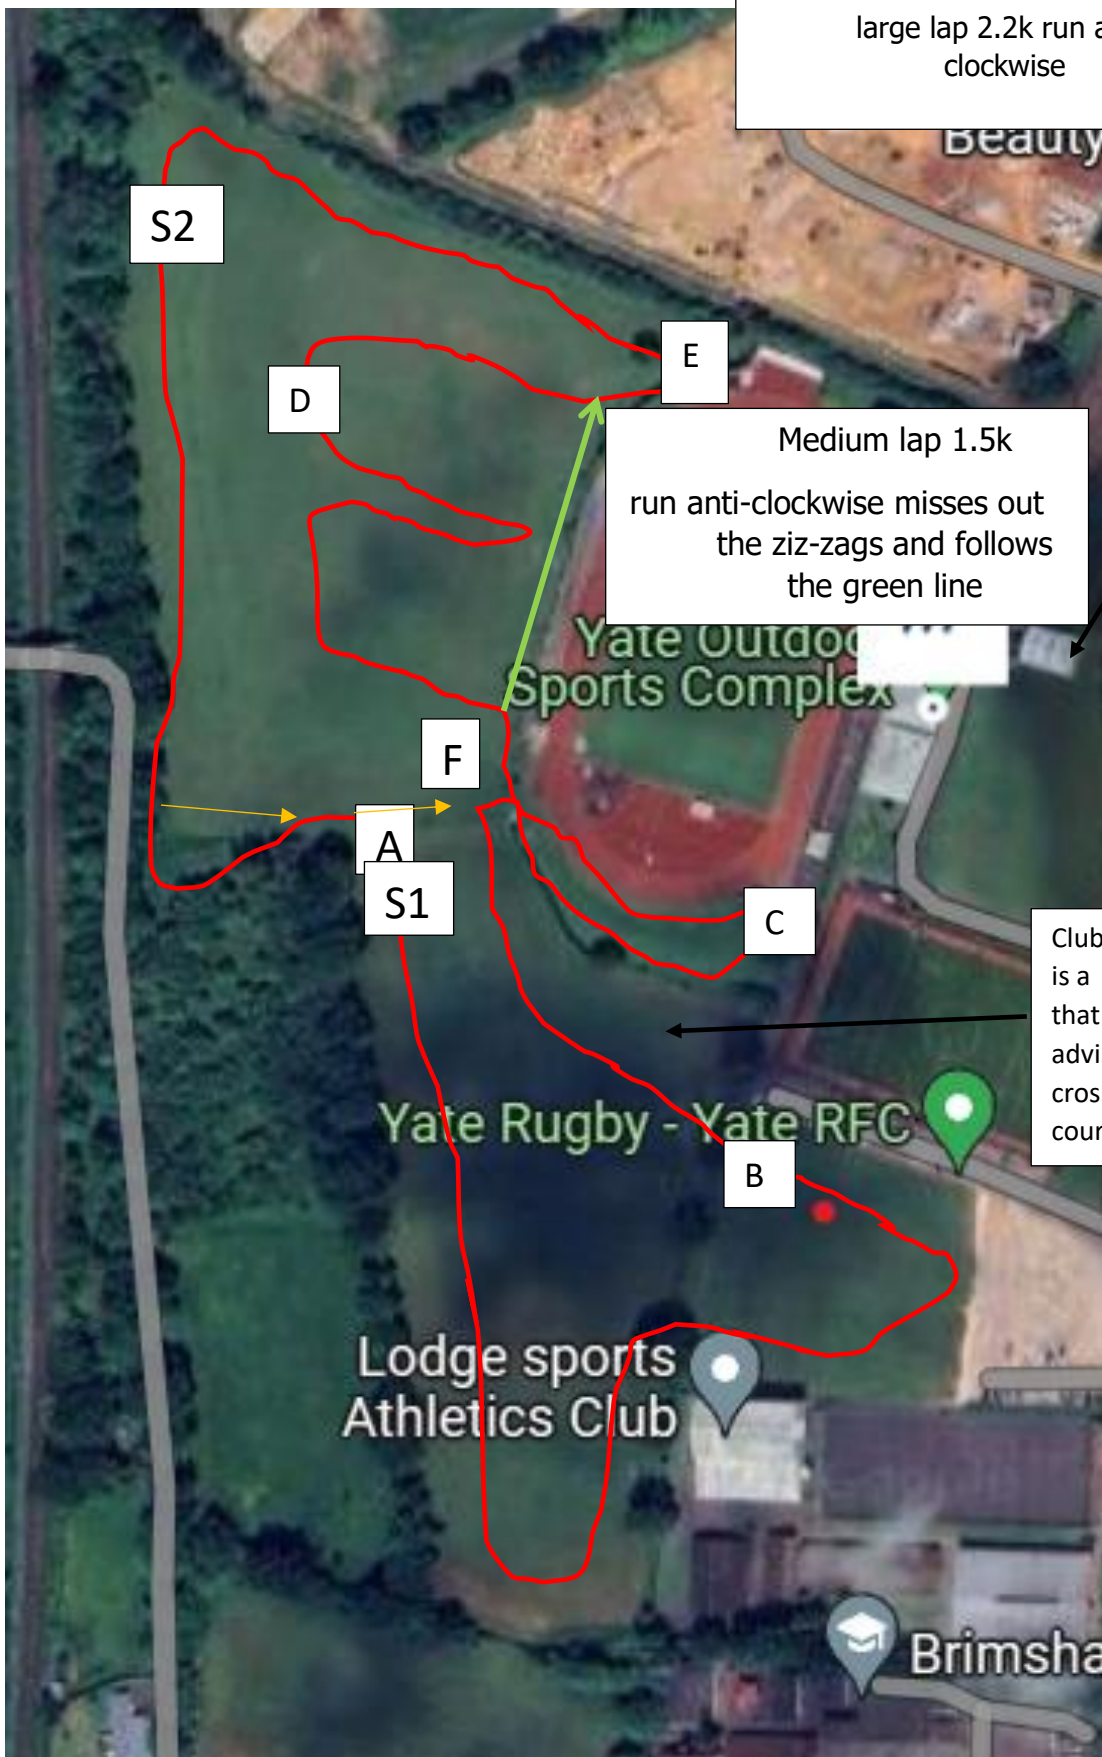 large lap 2.2k run a
clockwise
Beauty
S2
E
D
Medium lap 1.5k
run anti-clockwise misses out
the ziz-zags and follows
the green line
Yate Outdoo
Sports Complex
F
A
S1
C
Club
is a
that
advi
cros
cour
Yate Rugby - Yate RFC
B
Lodge sports
Athletics Club
Brimsha